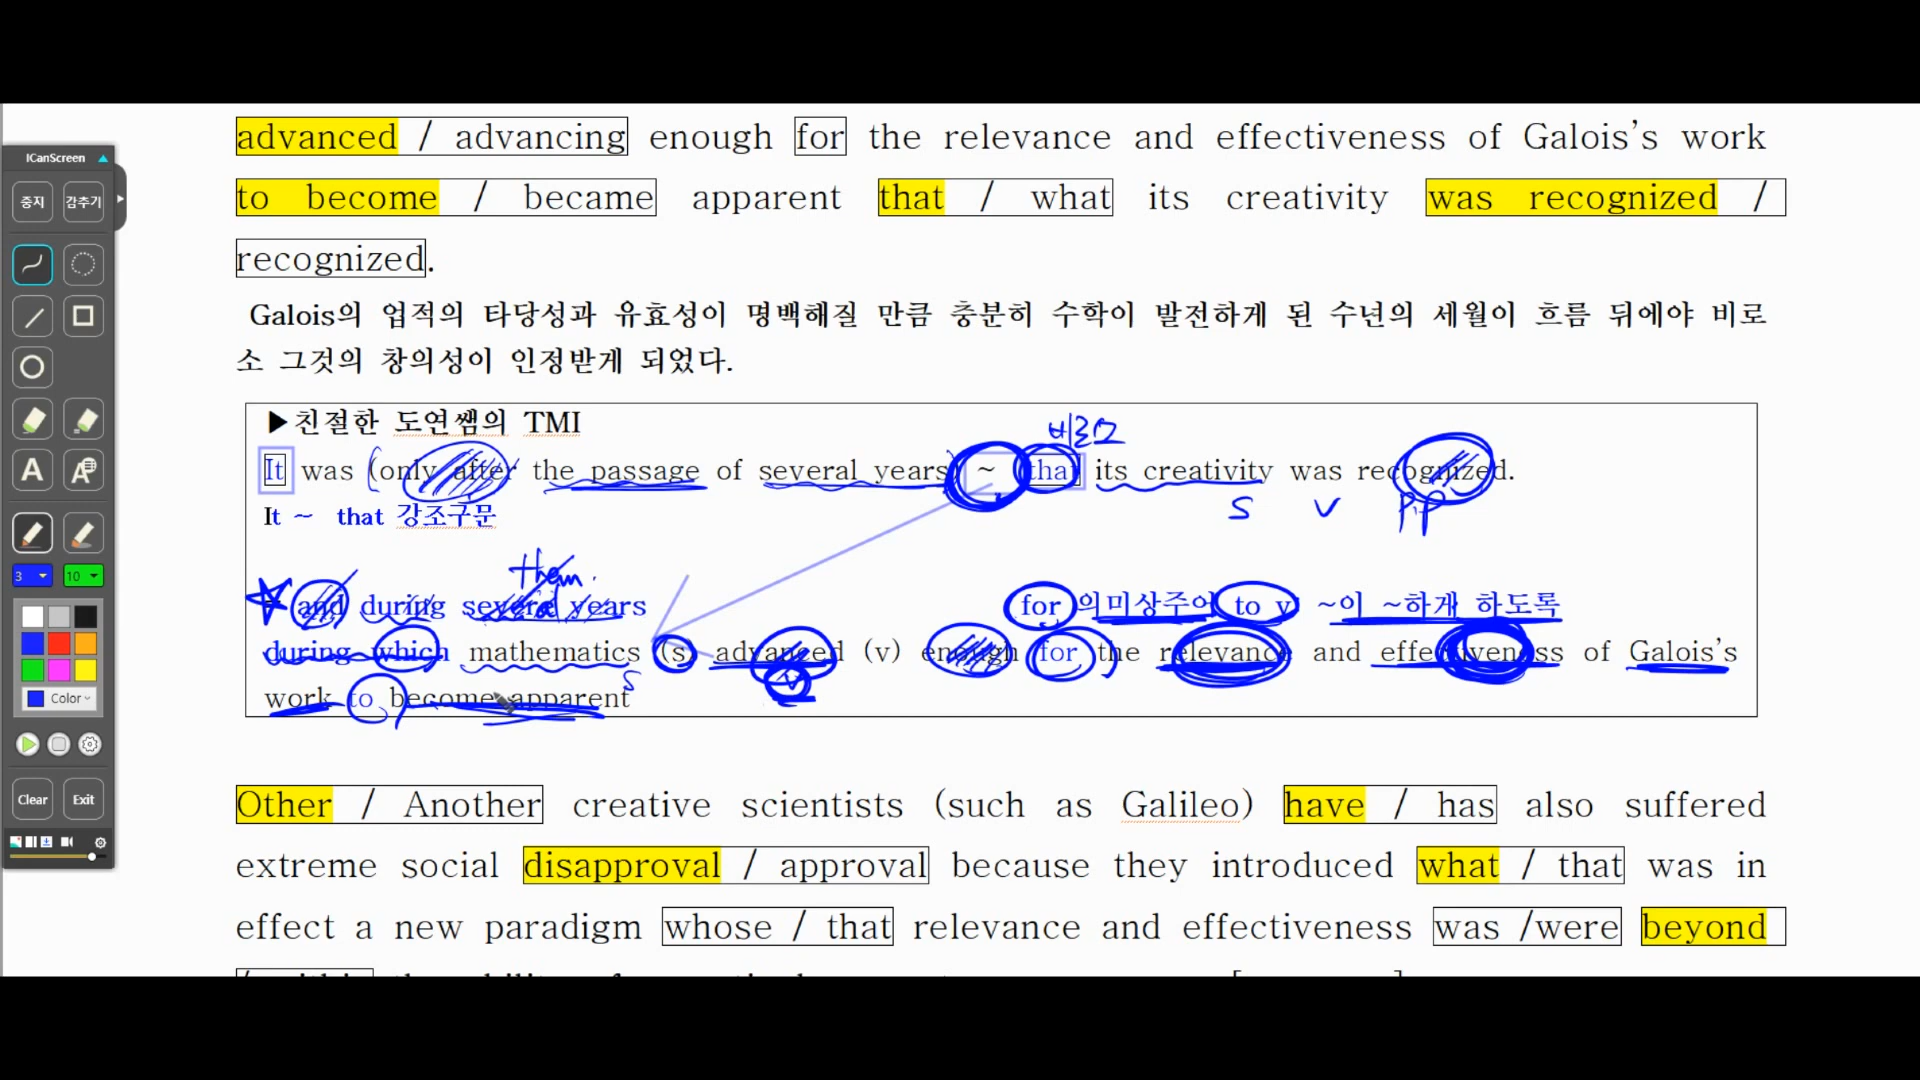 advanced / advancing enough for the relevance and effectiveness of Galois's work
to become / became apparent that / what its creativity was recognized /
recognized.
Galois의 업적의 타당성과 유효성이 명백해질 만큼 충분히 수학이 발전하게 된 수년의 세월이 흐름 뒤에야 비로
소 그것의 창의성이 인정받게 되었다.
▶친절한 도연쌤의 TMI
비로소
It was (only after the passage of several years) ~ that its creativity was recognized.
S V P.P
It ~ that 강조구문
them.
= and during several years
for 의미상주어 to v ~이 ~하게 하도록
during which mathematics (s) advanced (v) enough for the relevance and effectiveness of Galois's
S V
work to become apparent
Other / Another creative scientists (such as Galileo) have / has also suffered
extreme social disapproval / approval because they introduced what / that was in
effect a new paradigm whose / that relevance and effectiveness was /were beyond
ICanScreen
중지 감추기
A A
3 10
Color
Clear Exit